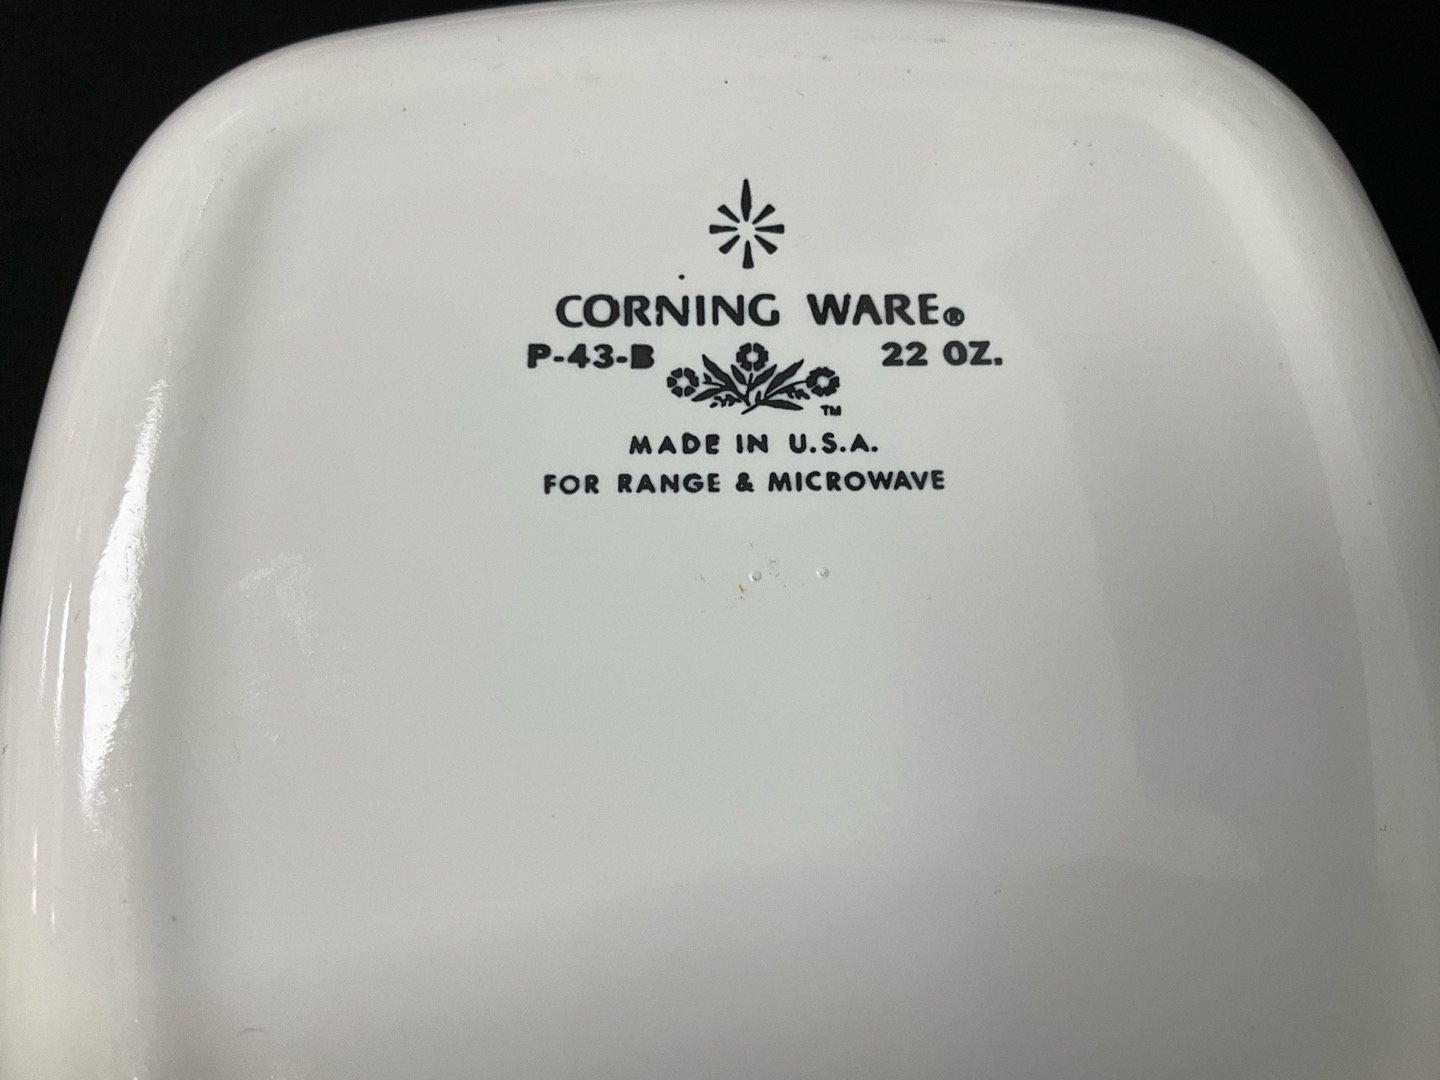 CORNING WARE®
P-43-B 22 OZ.
TM
MADE IN U.S.A.
FOR RANGE & MICROWAVE